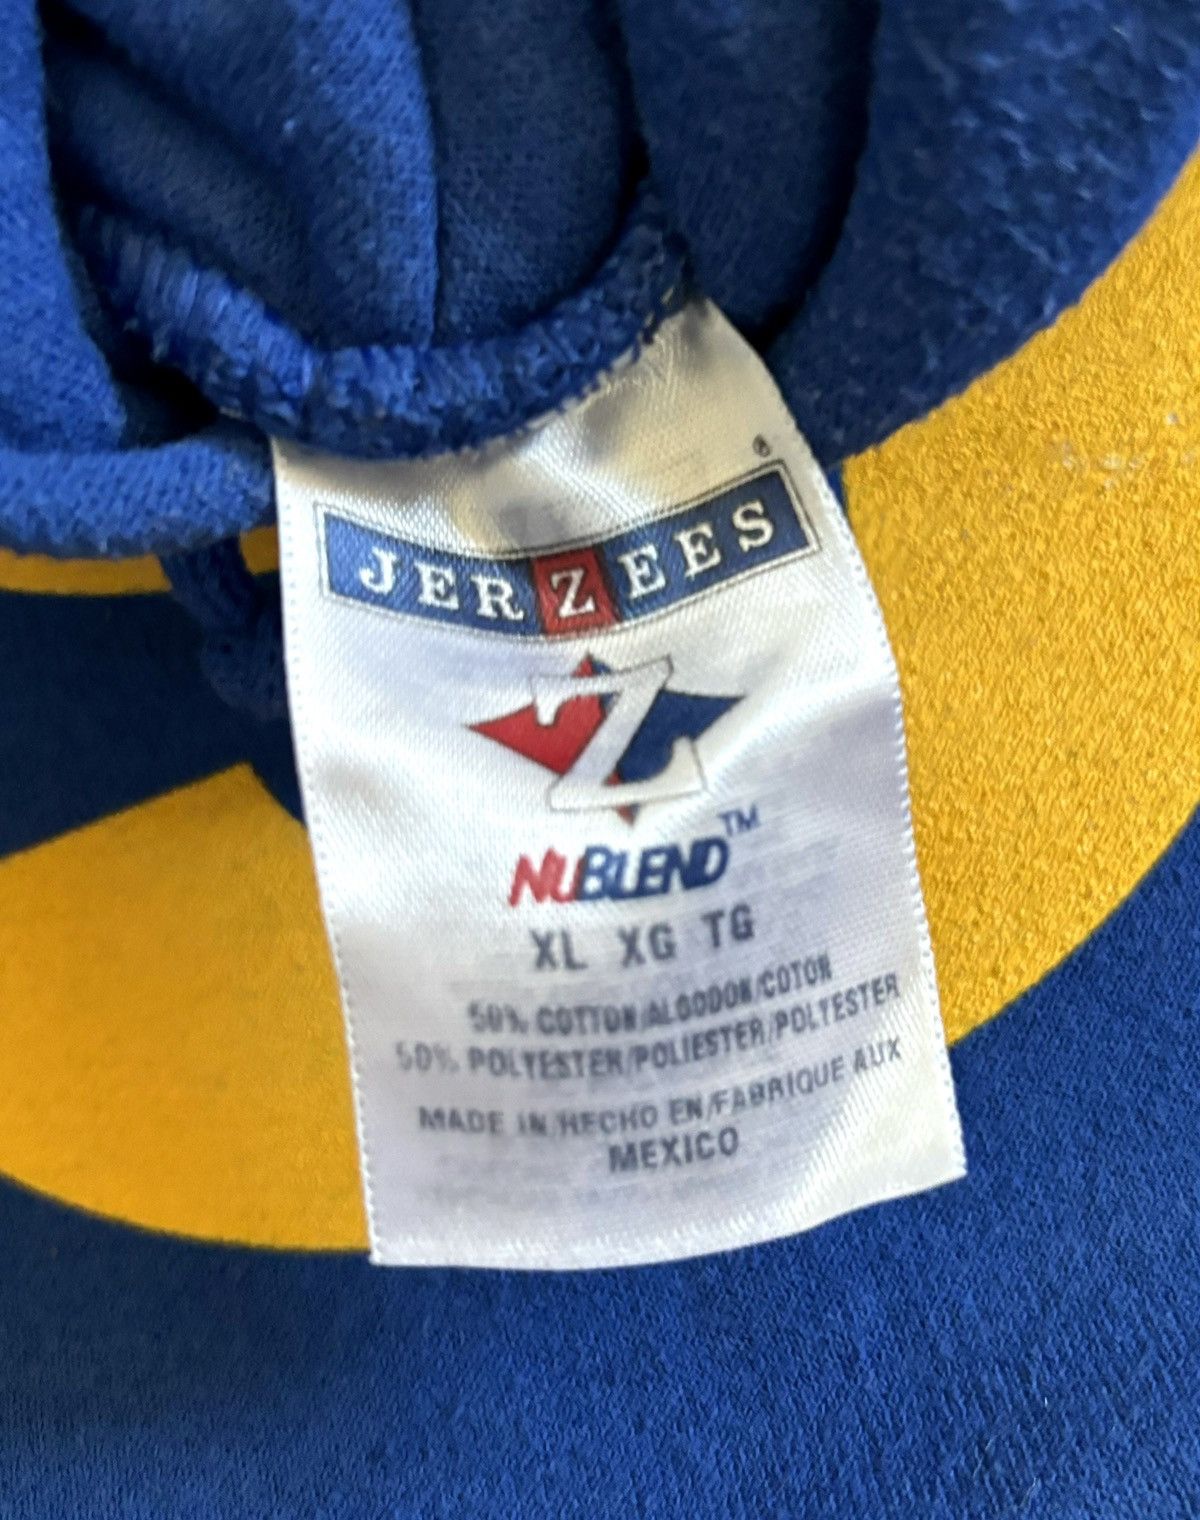 ®
JERZEES
Z
NUBLEND™
XL XG TG
50% COTTON/ALGODON/COTON
50% POLYESTER/POLIESTER/POLYESTER
MADE IN/HECHO EN/FABRIQUE AUX
MEXICO